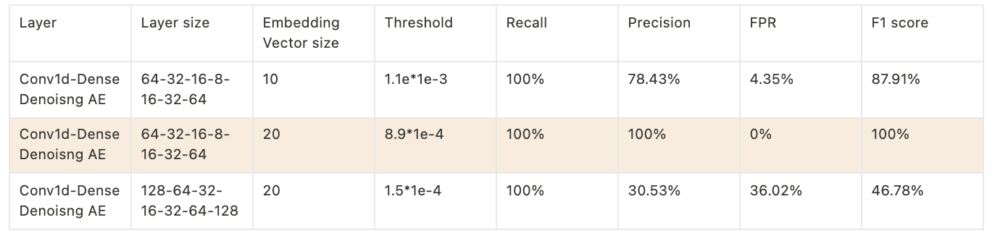 Layer Layer size Embedding Vector size Threshold Recall Precision FPR F1 score
Conv1d-Dense Denoisng AE 64-32-16-8-16-32-64 10 1.1e*1e-3 100% 78.43% 4.35% 87.91%
Conv1d-Dense Denoisng AE 64-32-16-8-16-32-64 20 8.9*1e-4 100% 100% 0% 100%
Conv1d-Dense Denoisng AE 128-64-32-16-32-64-128 20 1.5*1e-4 100% 30.53% 36.02% 46.78%